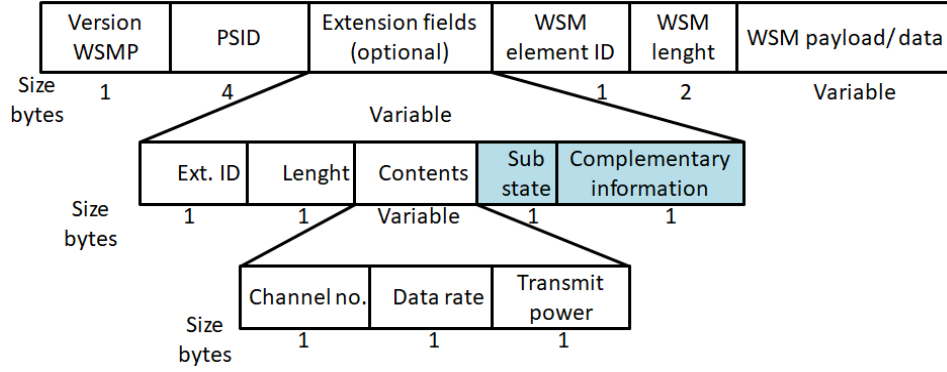 Version
WSMP
PSID
Extension fields
(optional)
WSM
element ID
WSM
lenght
WSM payload/data
Size
bytes
1
4
Variable
1
2
Variable
Ext. ID
Lenght
Contents
Sub
state
Complementary
information
Size
bytes
1
1
Variable
1
1
Channel no.
Data rate
Transmit
power
Size
bytes
1
1
1